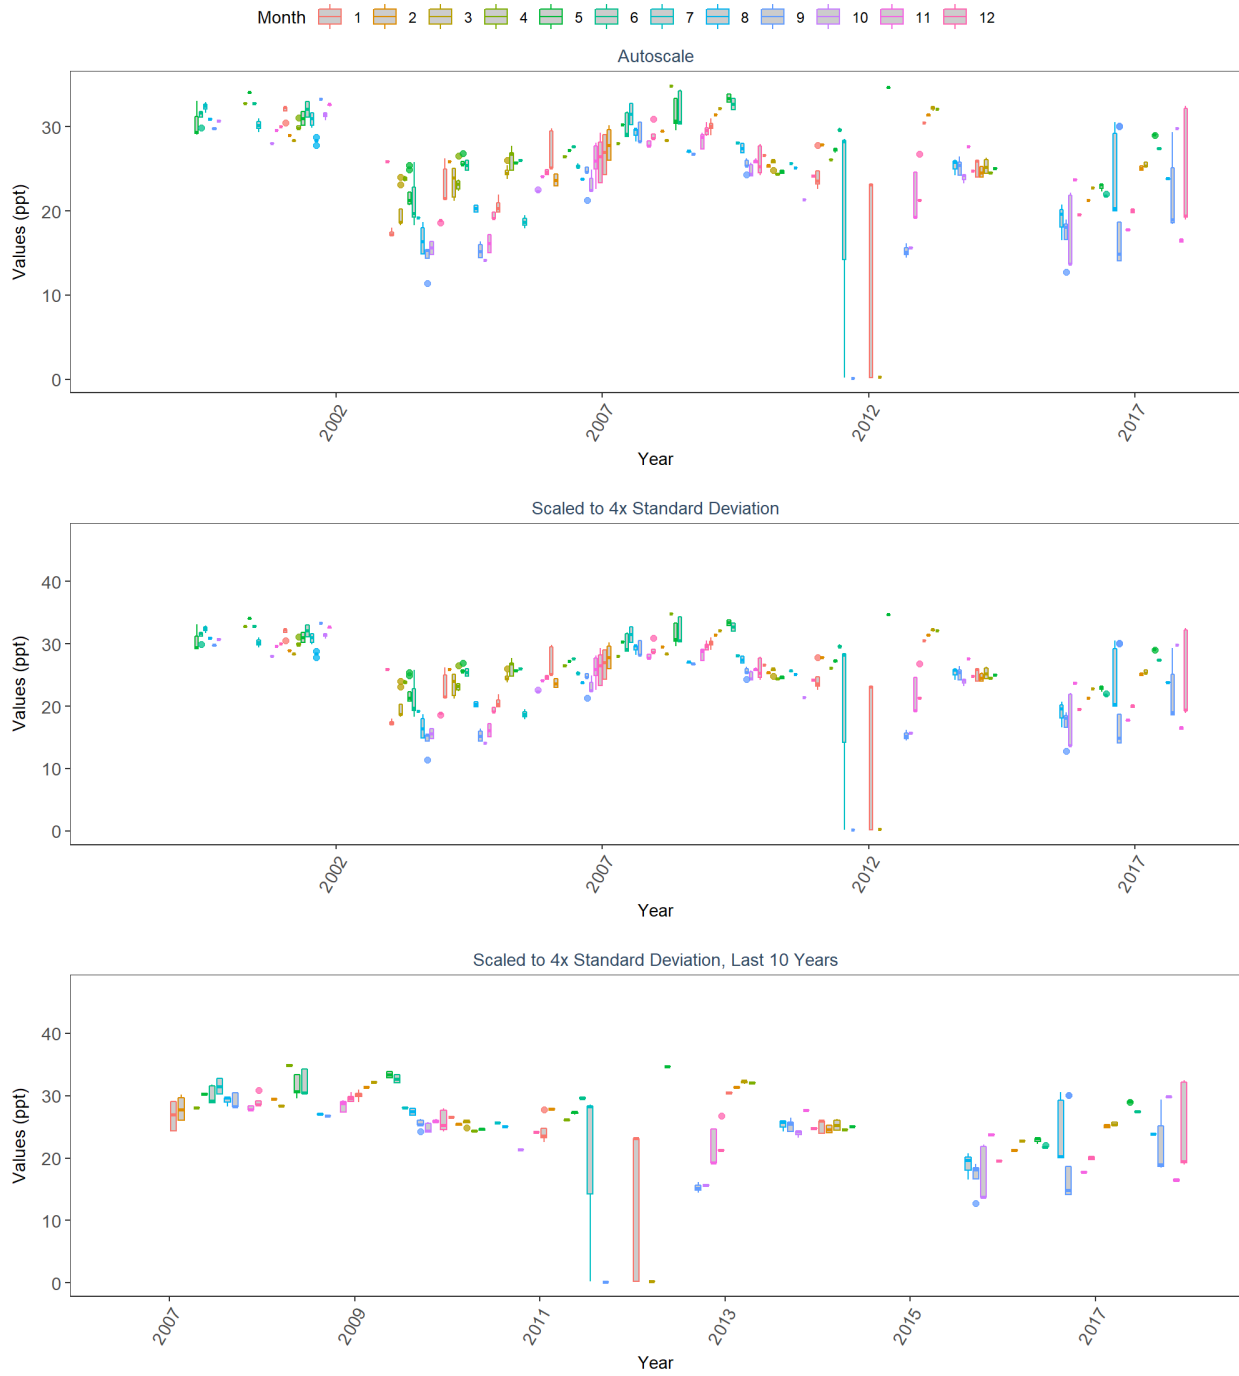 Month 1 2 3 4 5 6 7 8 9 10 11 12
Autoscale
30
20
10
0
Values (ppt)
2002 2007 2012 2017
Year
Scaled to 4x Standard Deviation
40
30
20
10
0
Values (ppt)
2002 2007 2012 2017
Year
Scaled to 4x Standard Deviation, Last 10 Years
40
30
20
10
0
Values (ppt)
2007 2009 2011 2013 2015 2017
Year